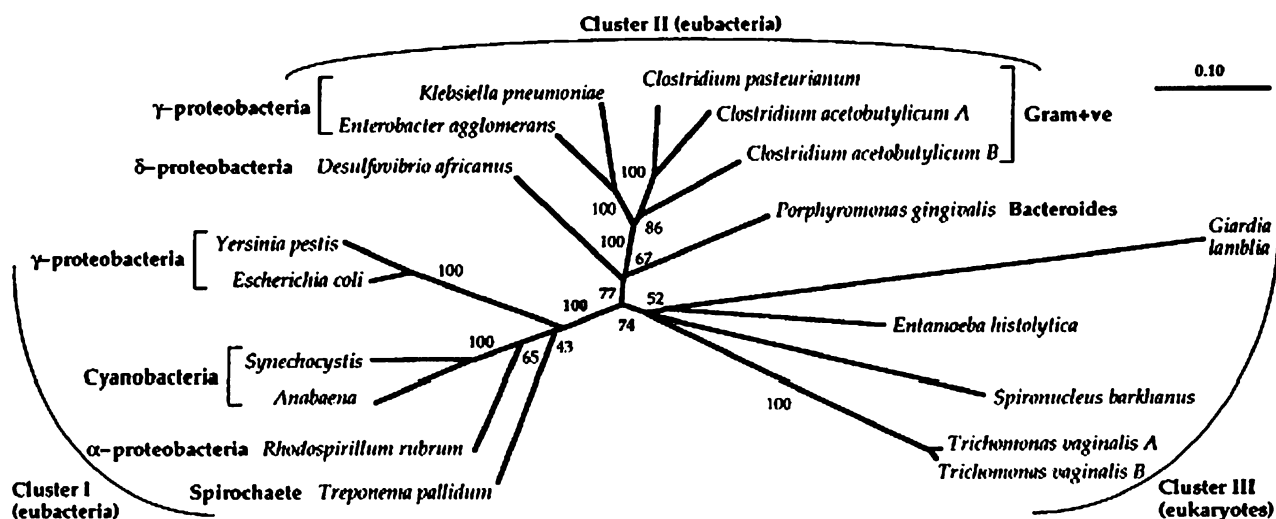 Cluster II (eubacteria)
0.10
γ-proteobacteria
Klebsiella pneumoniae
Enterobacter agglomerans
Clostridium pasteurianum
Clostridium acetobutylicum A
Clostridium acetobutylicum B
Gram+ve
δ-proteobacteria
Desulfovibrio africanus
100
100
86
100
67
Porphyromonas gingivalis Bacteroides
Giardia
lamblia
γ-proteobacteria
Yersinia pestis
Escherichia coli
100
100
77
52
74
Entamoeba histolytica
Cyanobacteria
Synechocystis
Anabaena
100
65
43
Spironucleus barkhanus
100
α-proteobacteria Rhodospirillum rubrum
Trichomonas vaginalis A
Trichomonas vaginalis B
Spirochaete Treponema pallidum
Cluster I
(eubacteria)
Cluster III
(eukaryotes)